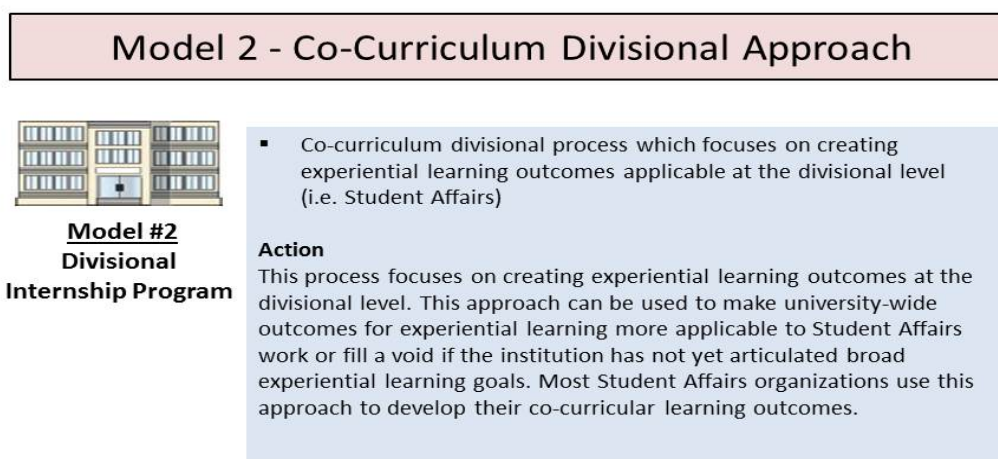 Model 2 - Co-Curriculum Divisional Approach
Model #2
Divisional
Internship Program
▪ Co-curriculum divisional process which focuses on creating
experiential learning outcomes applicable at the divisional level
(i.e. Student Affairs)
Action
This process focuses on creating experiential learning outcomes at the
divisional level. This approach can be used to make university-wide
outcomes for experiential learning more applicable to Student Affairs
work or fill a void if the institution has not yet articulated broad
experiential learning goals. Most Student Affairs organizations use this
approach to develop their co-curricular learning outcomes.